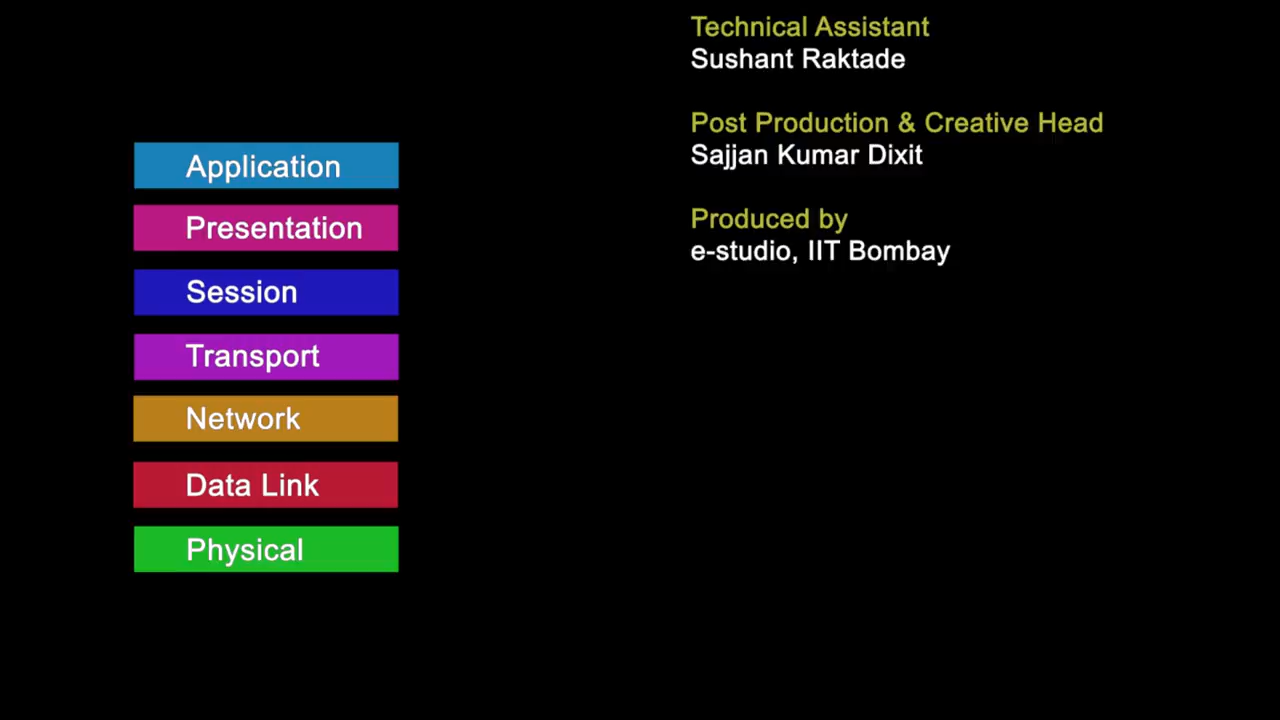 Application
Presentation
Session
Transport
Network
Data Link
Physical
Technical Assistant
Sushant Raktade
Post Production & Creative Head
Sajjan Kumar Dixit
Produced by
e-studio, IIT Bombay